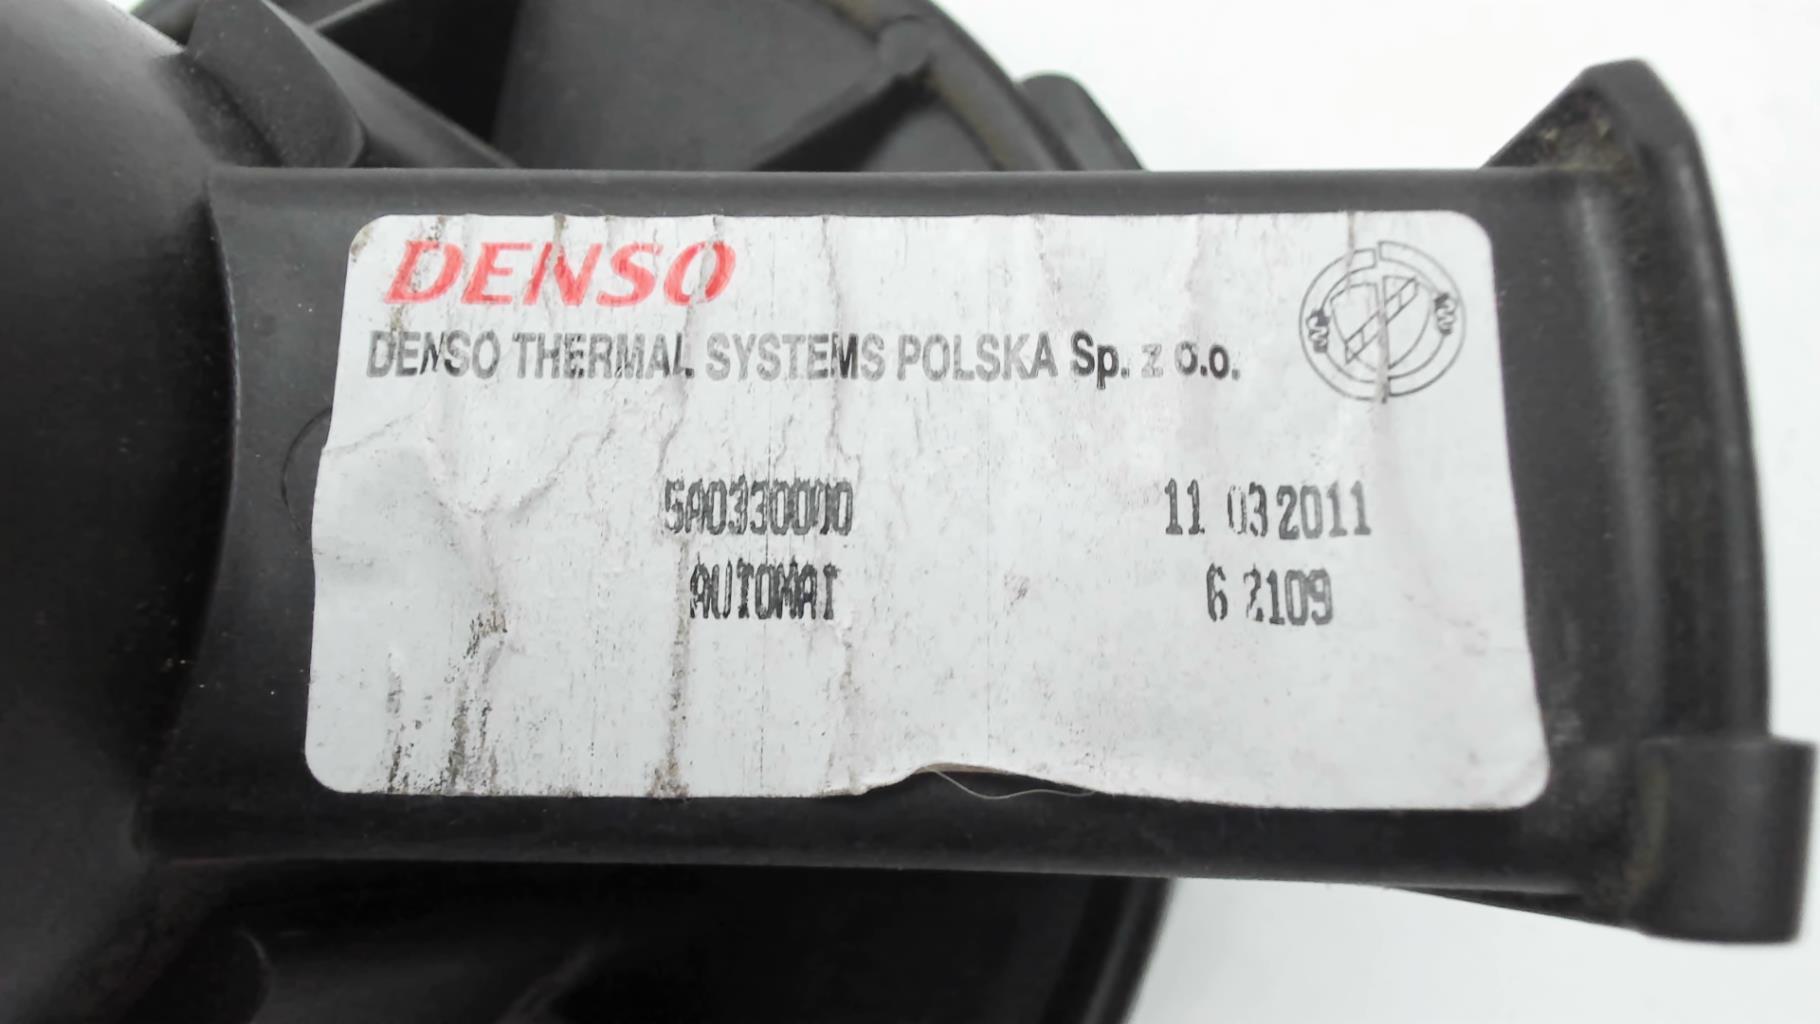 DENSO
DENSO THERMAL SYSTEMS POLSKA Sp. z o.o.
5A0330000 11 03 2011
AUTOMAT 6 2109